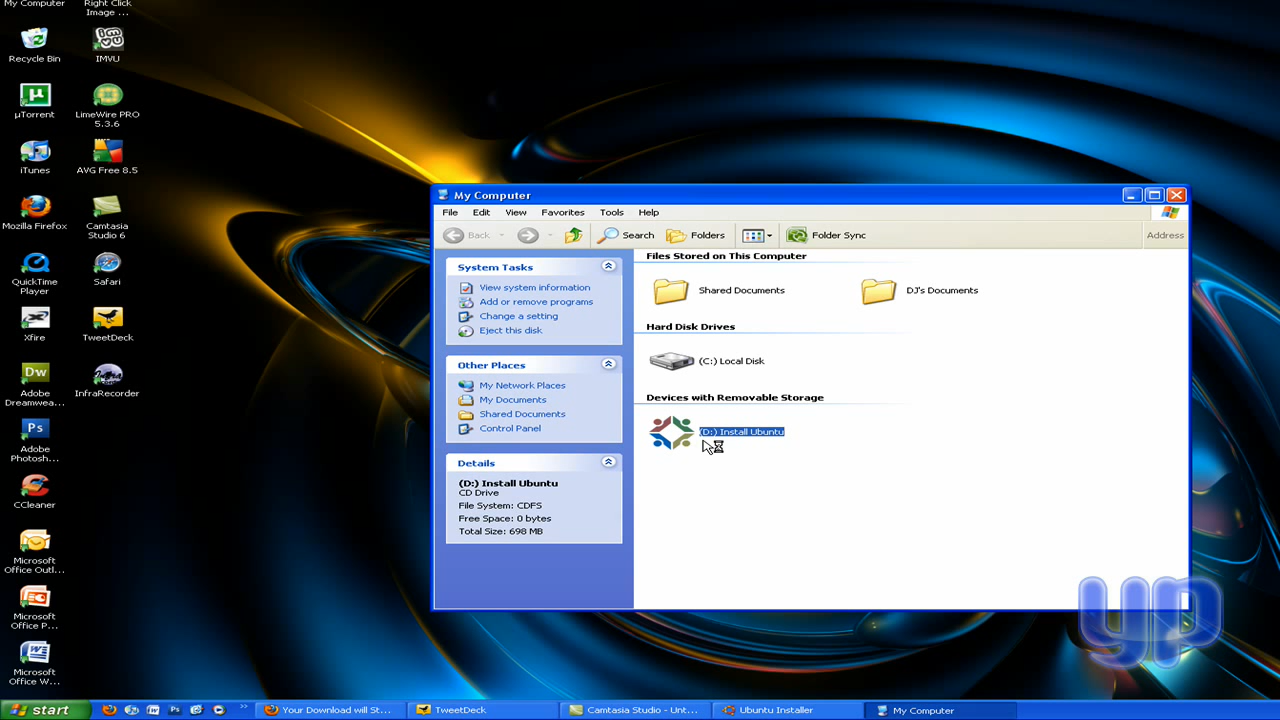 My Computer
Right Click
Image ...
Recycle Bin
IMVU
µTorrent
LimeWire PRO
5.3.6
iTunes
AVG Free 8.5
Mozilla Firefox
Camtasia
Studio 6
QuickTime
Player
Safari
Xfire
TweetDeck
Dw
Adobe
Dreamwea...
InfraRecorder
Ps
Adobe
Photosh...
CCleaner
Microsoft
Office Outl...
Microsoft
Office P...
Microsoft
Office W...
My Computer
File Edit View Favorites Tools Help
Back Search Folders Folder Sync Address
System Tasks
View system information
Add or remove programs
Change a setting
Eject this disk
Other Places
My Network Places
My Documents
Shared Documents
Control Panel
Details
(D:) Install Ubuntu
CD Drive
File System: CDFS
Free Space: 0 bytes
Total Size: 698 MB
Files Stored on This Computer
Shared Documents
DJ's Documents
Hard Disk Drives
(C:) Local Disk
Devices with Removable Storage
(D:) Install Ubuntu
yp
start
Your Download will St...
TweetDeck
Camtasia Studio - Unt...
Ubuntu Installer
My Computer